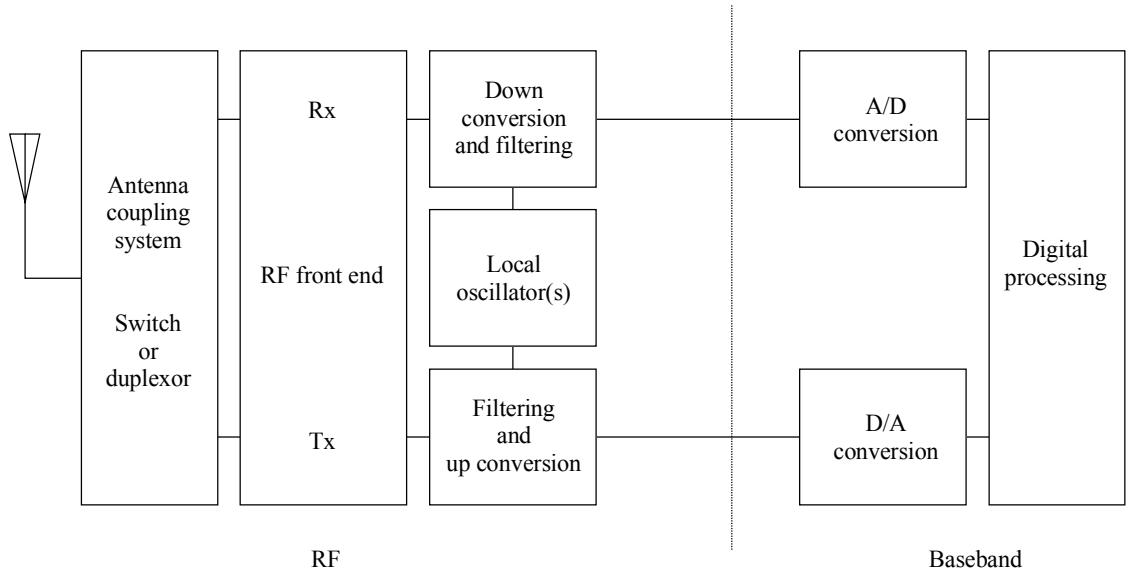 Antenna
coupling
system
Switch
or
duplexor
Rx
RF front end
Tx
Down
conversion
and filtering
Local
oscillator(s)
Filtering
and
up conversion
A/D
conversion
D/A
conversion
Digital
processing
RF
Baseband